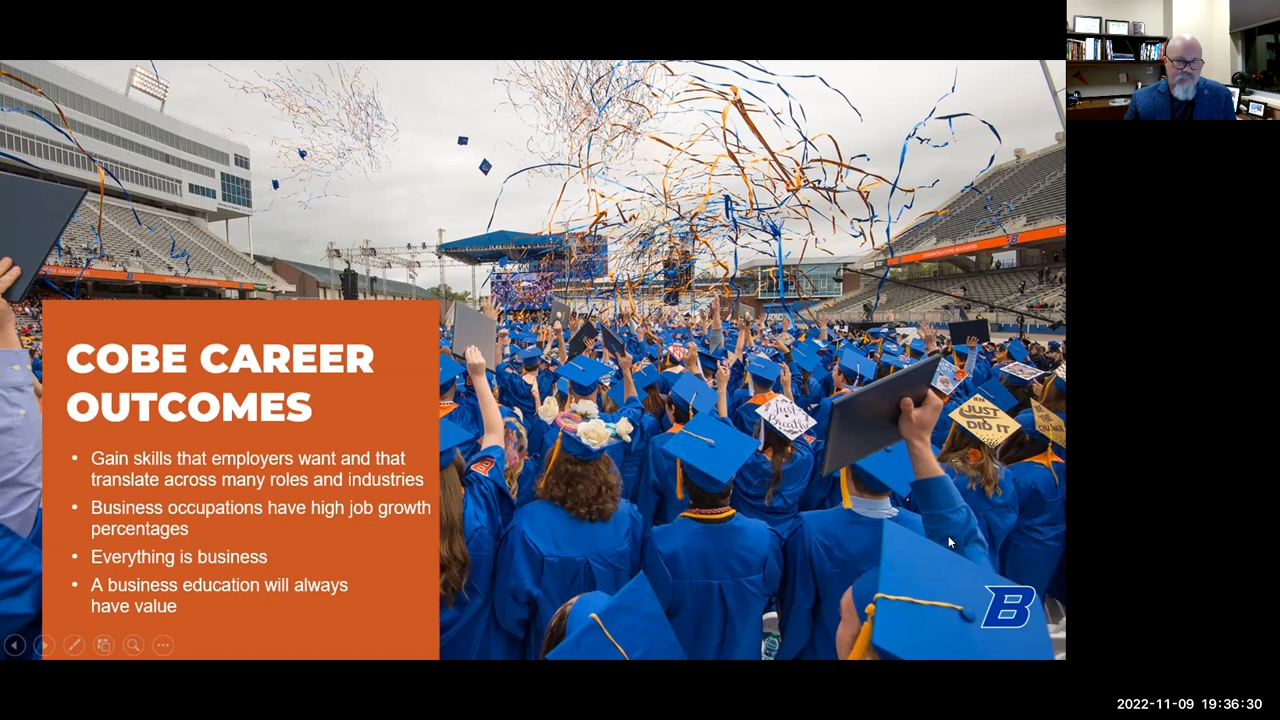 COBE CAREER
OUTCOMES
• Gain skills that employers want and that
translate across many roles and industries
• Business occupations have high job growth
percentages
• Everything is business
• A business education will always
have value
Just
Breathe
JUST
DID IT
B
2022-11-09 19:36:30